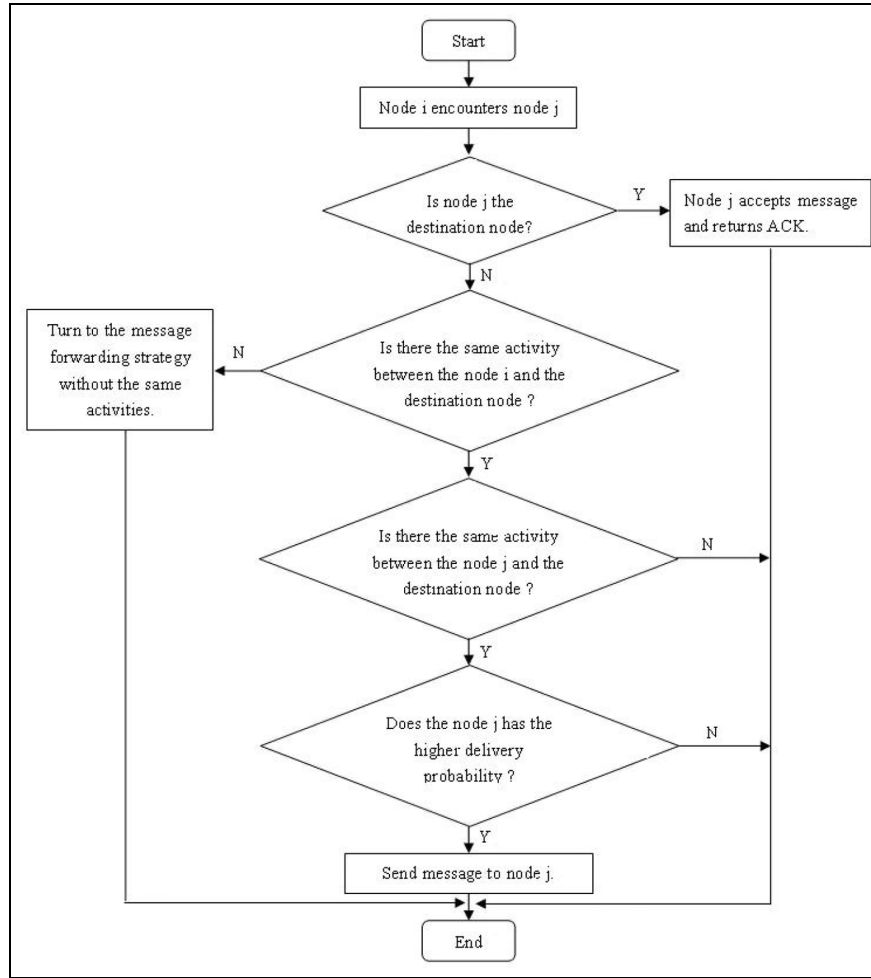 Start
Node i encounters node j
Is node j the
destination node?
Y
Node j accepts message
and returns ACK.
N
Turn to the message
forwarding strategy
without the same
activities.
N
Is there the same activity
between the node i and the
destination node ?
Y
Is there the same activity
between the node j and the
destination node ?
N
Y
Does the node j has the
higher delivery
probability ?
N
Y
Send message to node j.
End